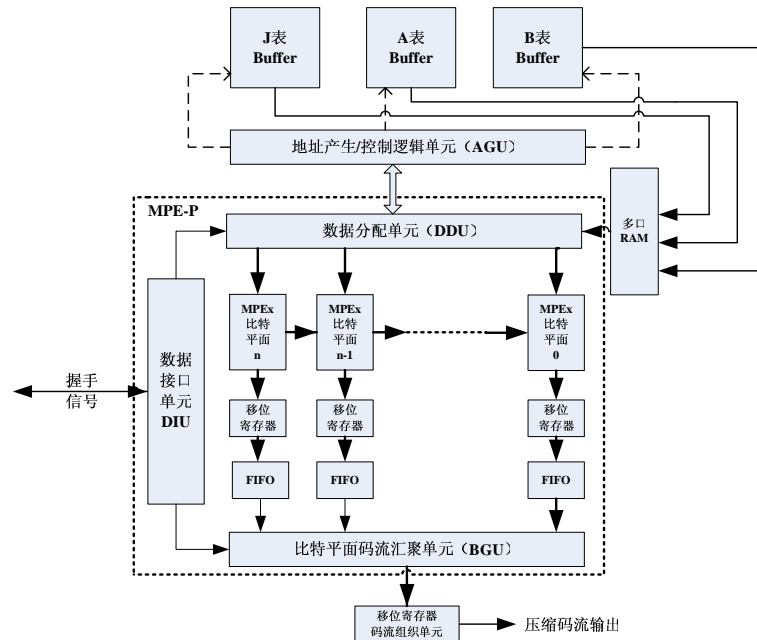 J表
Buffer
A表
Buffer
B表
Buffer
地址产生/控制逻辑单元（AGU）
MPE-P
数据分配单元（DDU）
多口
RAM
MPEx
比特
平面
n
MPEx
比特
平面
n-1
MPEx
比特
平面
0
数据
接口
单元
DIU
握手
信号
移位
寄存器
移位
寄存器
移位
寄存器
FIFO
FIFO
FIFO
比特平面码流汇聚单元（BGU）
移位寄存器
码流组织单元
压缩码流输出